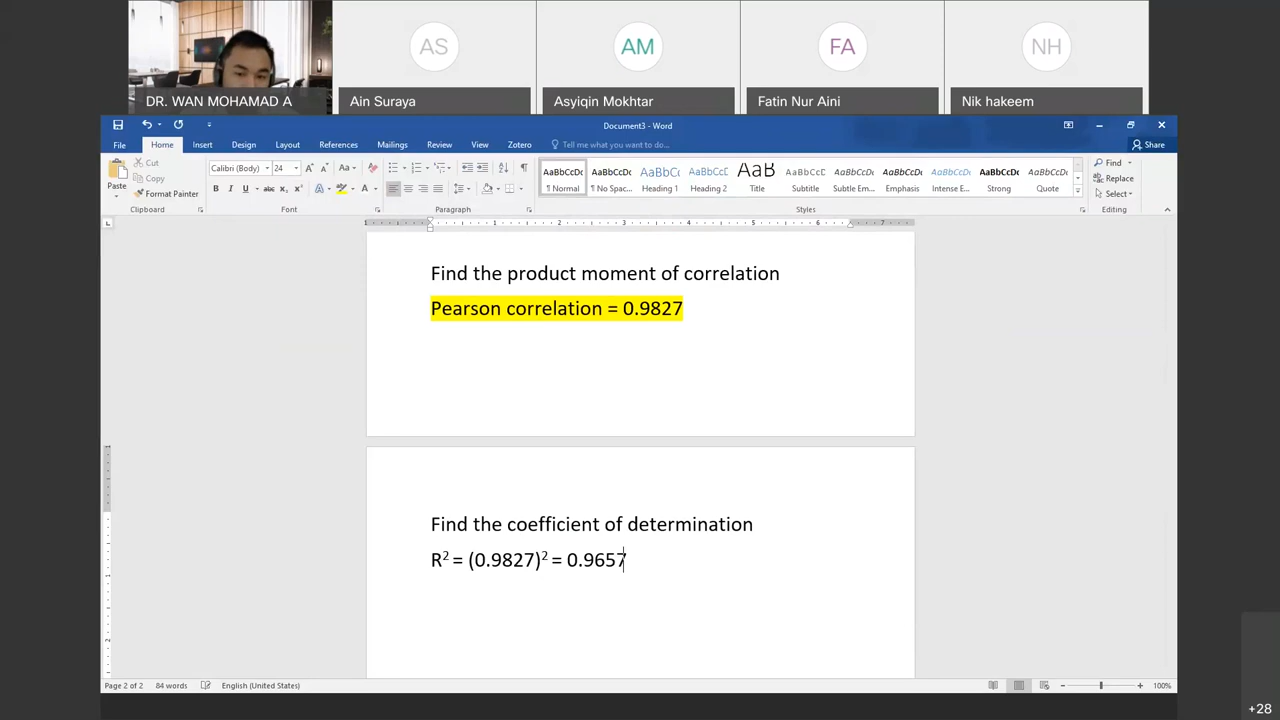 AS
AM
FA
NH
DR. WAN MOHAMAD A
Ain Suraya
Asyiqin Mokhtar
Fatin Nur Aini
Nik hakeem
Document3 - Word
File Home Insert Design Layout References Mailings Review View Zotero Tell me what you want to do... Share
Paste
Cut
Copy
Format Painter
Clipboard
Calibri (Body) 24
Font
Paragraph
AaBbCcDc AaBbCcDc AaBbCc AaBbCcD AaB AaBbCcD AaBbCcDc AaBbCcDc AaBbCcDc AaBbCcDc AaBbCcDc
¶ Normal ¶ No Spac... Heading 1 Heading 2 Title Subtitle Subtle Em... Emphasis Intense E... Strong Quote
Styles
Find
Replace
Select
Editing
Find the product moment of correlation
Pearson correlation = 0.9827
Find the coefficient of determination
R² = (0.9827)² = 0.9657
Page 2 of 2 84 words English (United States) 100%
+28